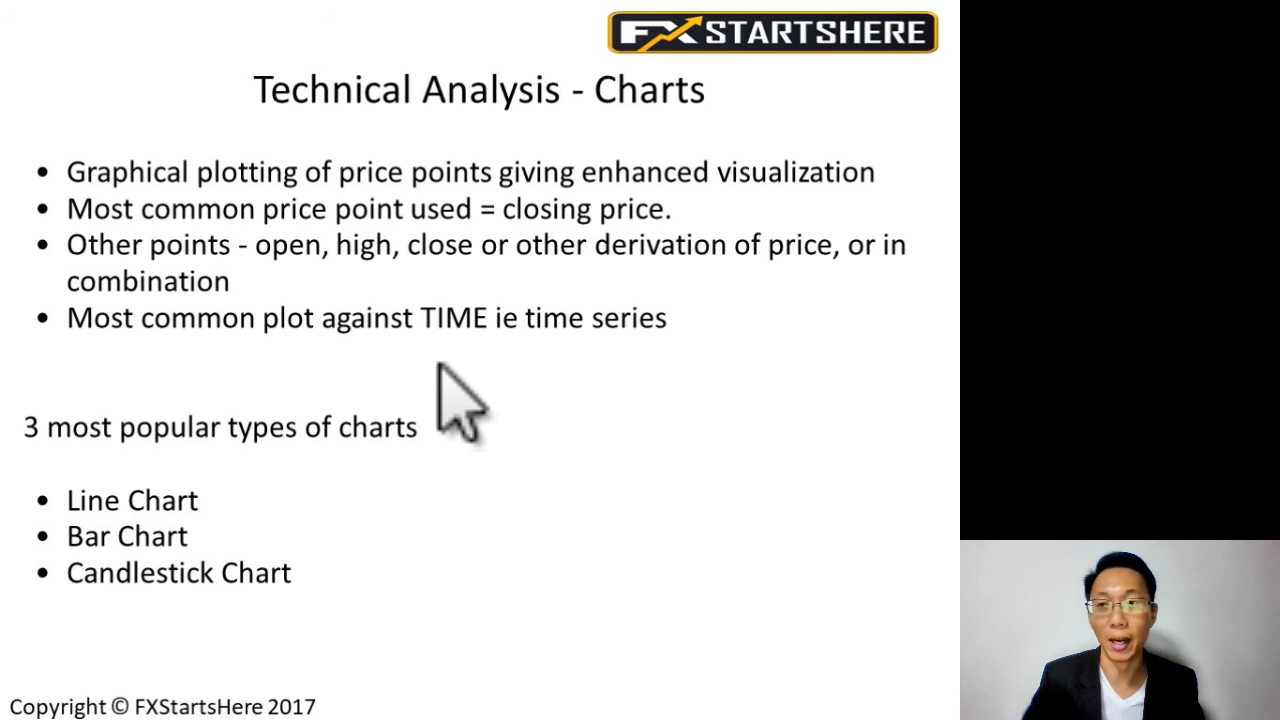 FX STARTSHERE
Technical Analysis - Charts
• Graphical plotting of price points giving enhanced visualization
• Most common price point used = closing price.
• Other points - open, high, close or other derivation of price, or in
combination
• Most common plot against TIME ie time series
3 most popular types of charts
• Line Chart
• Bar Chart
• Candlestick Chart
Copyright © FXStartsHere 2017